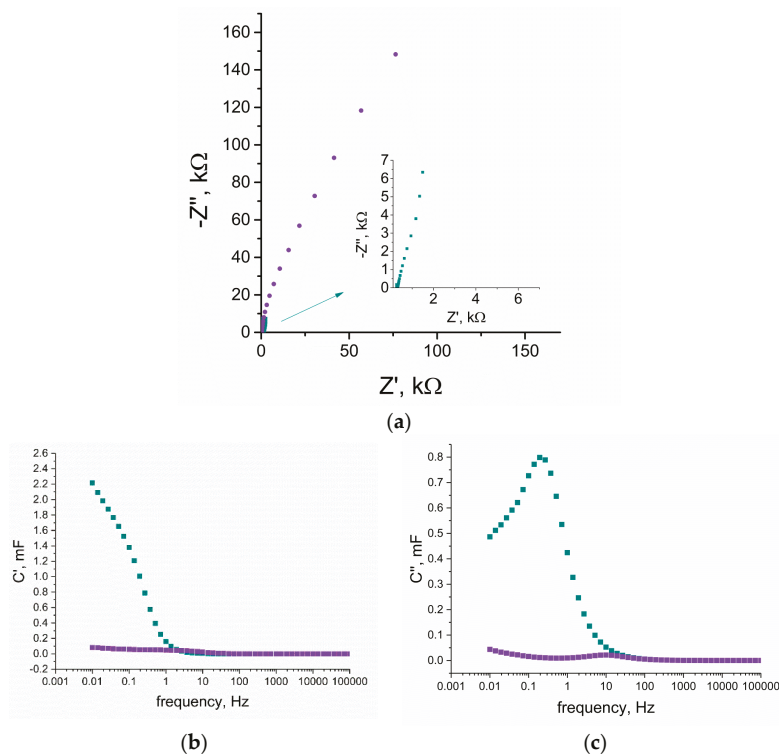 160
140
120
100
80
60
40
20
0
-Z", kΩ
7
6
5
4
3
2
1
0
-Z", kΩ
2 4 6
Z', kΩ
0 50 100 150
Z', kΩ
(a)
2.6
2.4
2.2
2.0
1.8
1.6
1.4
1.2
1.0
0.8
0.6
0.4
0.2
0.0
-0.2
C', mF
0.001 0.01 0.1 1 10 100 1000 100000
frequency, Hz
(b)
0.8
0.7
0.6
0.5
0.4
0.3
0.2
0.1
0.0
C", mF
0.001 0.01 0.1 1 10 100 1000 100000
frequency, Hz
(c)